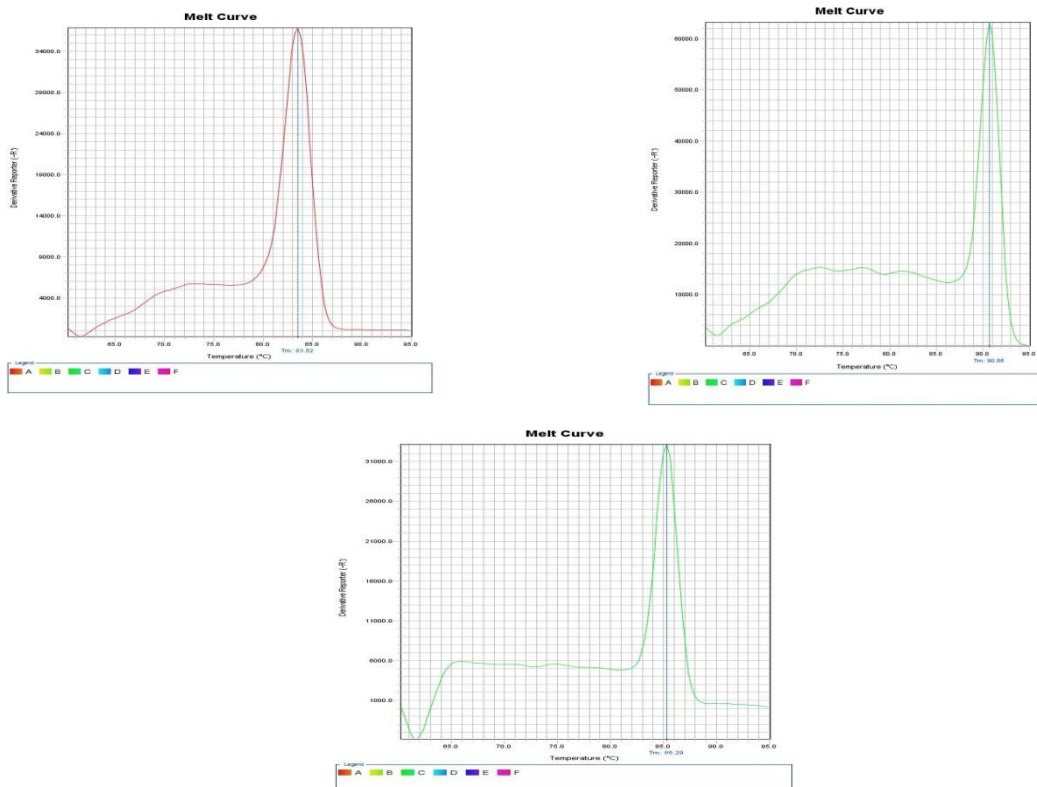 Melt Curve
Derivative Reporter (-R')
34000.0
29000.0
24000.0
19000.0
14000.0
9000.0
4000.0
65.0 70.0 75.0 80.0 85.0 90.0 95.0
Tm: 83.52
Temperature (°C)
Legend
A B C D E F
Melt Curve
Derivative Reporter (-R')
60000.0
50000.0
40000.0
30000.0
20000.0
10000.0
65.0 70.0 75.0 80.0 85.0 90.0 95.0
Temperature (°C)
Legend
A B C D E F
Melt Curve
Derivative Reporter (-R')
31000.0
26000.0
21000.0
16000.0
11000.0
6000.0
1000.0
65.0 70.0 75.0 80.0 85.0 90.0 95.0
Tm: 85.29
Temperature (°C)
Legend
A B C D E F